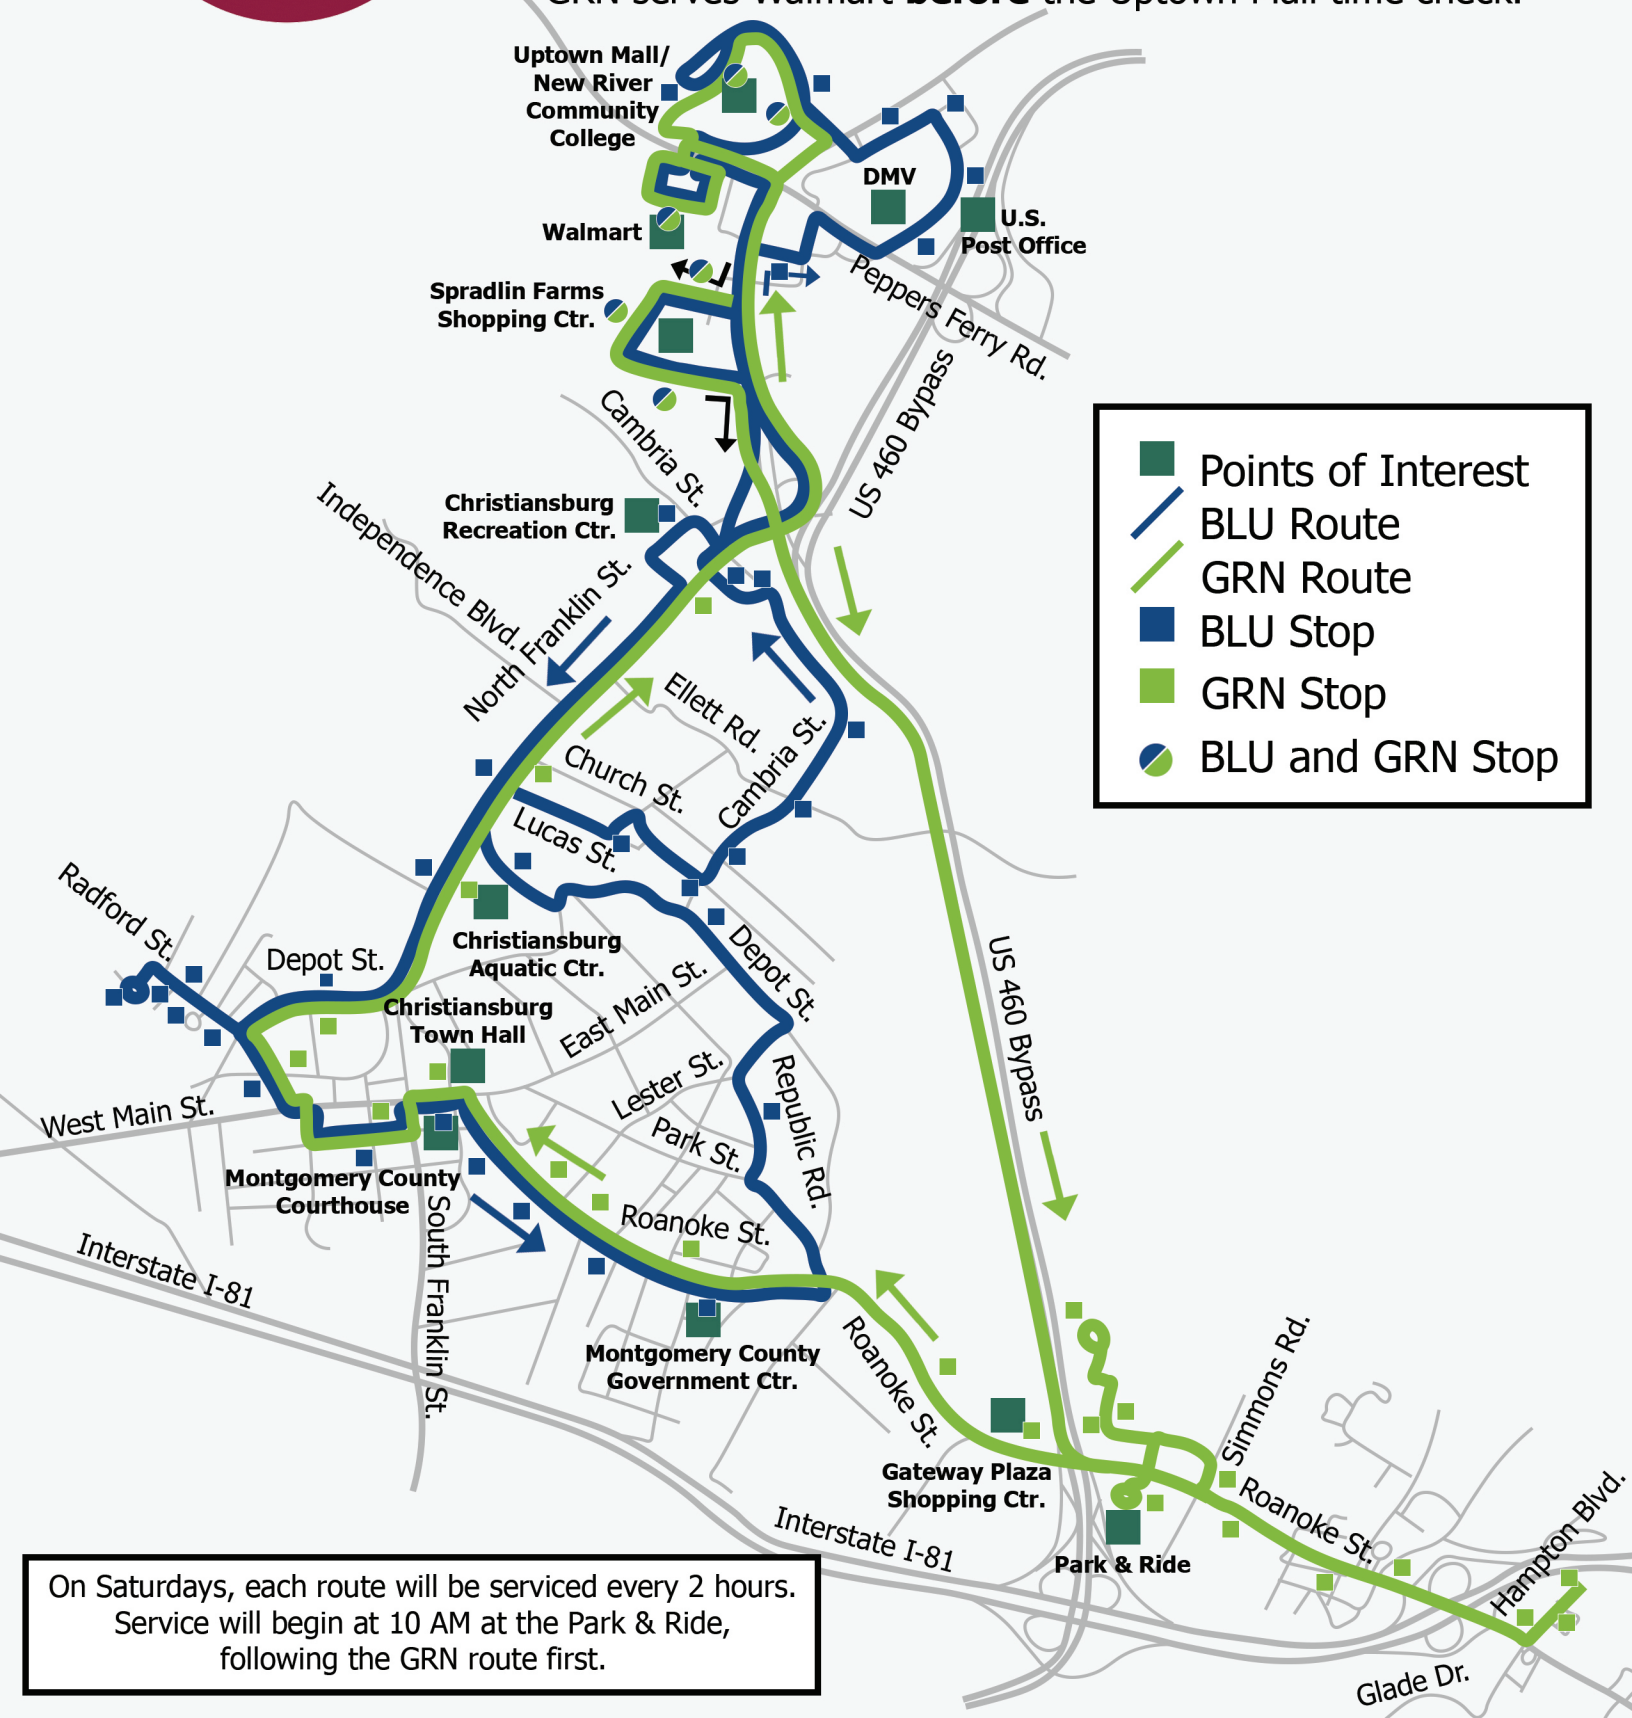 GRN serves Walmart before the Uptown Mall time check.
Uptown Mall/
New River
Community
College
DMV
U.S.
Post Office
Walmart
Peppers Ferry Rd.
Spradlin Farms
Shopping Ctr.
US 460 Bypass
Cambria St.
Points of Interest
BLU Route
GRN Route
BLU Stop
GRN Stop
BLU and GRN Stop
Christiansburg
Recreation Ctr.
Independence Blvd.
North Franklin St.
Ellett Rd.
Cambria St.
Church St.
Lucas St.
Radford St.
Depot St.
Christiansburg
Aquatic Ctr.
Depot St.
US 460 Bypass
Christiansburg
Town Hall
East Main St.
Lester St.
Republic Rd.
West Main St.
Park St.
Montgomery County
Courthouse
South Franklin St.
Roanoke St.
Interstate I-81
Montgomery County
Government Ctr.
Roanoke St.
Simmons Rd.
Gateway Plaza
Shopping Ctr.
Roanoke St.
Hampton Blvd.
Interstate I-81
Park & Ride
Glade Dr.
On Saturdays, each route will be serviced every 2 hours.
Service will begin at 10 AM at the Park & Ride,
following the GRN route first.